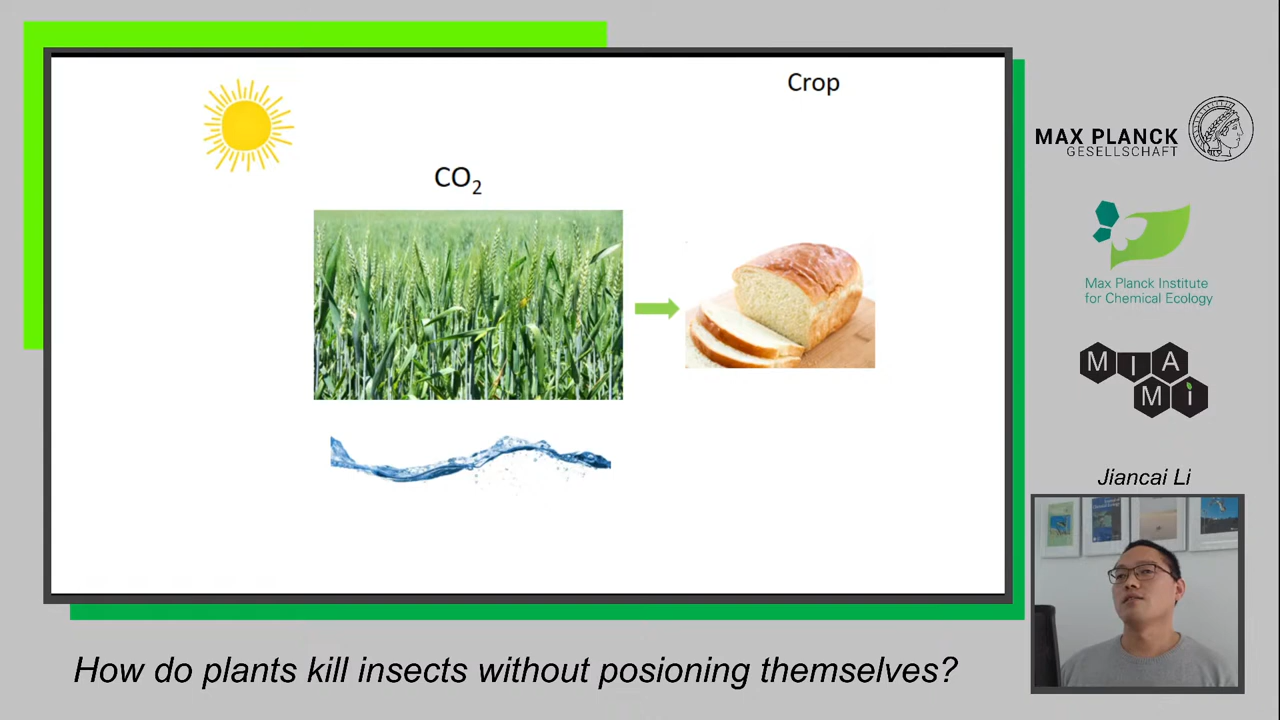 Crop
CO₂
MAX PLANCK
GESELLSCHAFT
Max Planck Institute
for Chemical Ecology
M I A
M i
Jiancai Li
How do plants kill insects without posioning themselves?